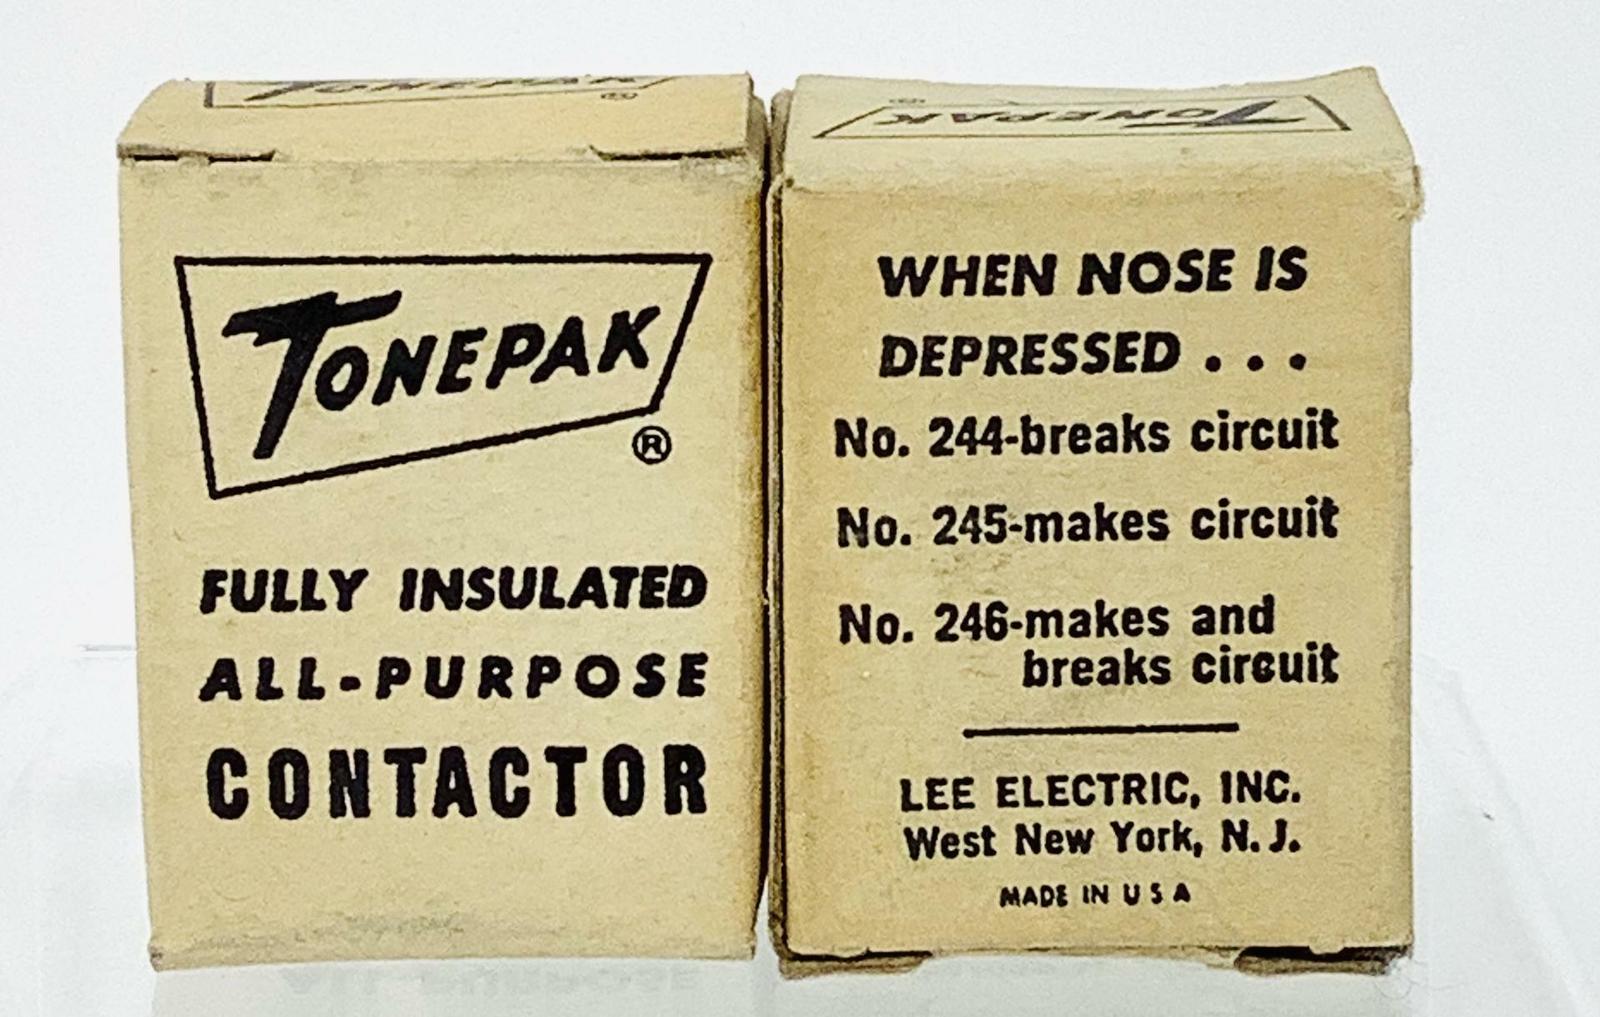 TONEPAK
®
TONEPAK
®
FULLY INSULATED
ALL-PURPOSE
CONTACTOR
TONEPAK
®
WHEN NOSE IS
DEPRESSED . . .
No. 244-breaks circuit
No. 245-makes circuit
No. 246-makes and
breaks circuit
LEE ELECTRIC, INC.
West New York, N. J.
MADE IN U S A